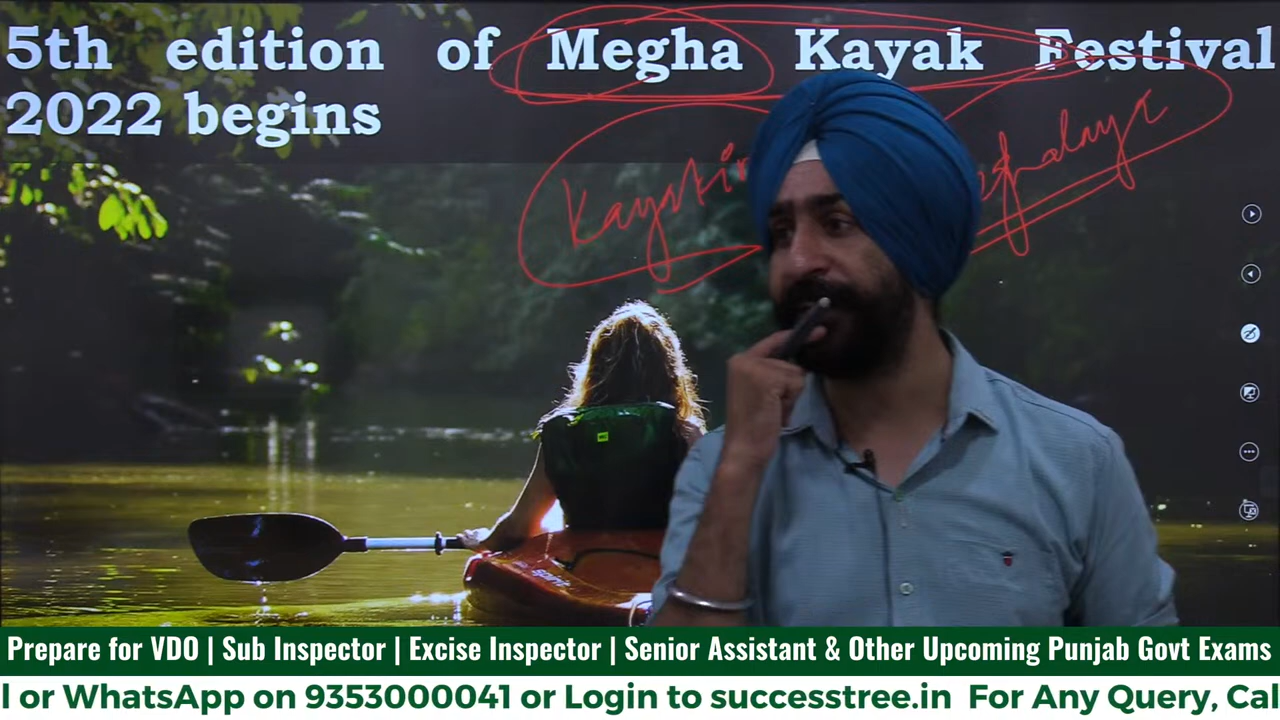 5th edition of Megha Kayak Festival
2022 begins
Prepare for VDO | Sub Inspector | Excise Inspector | Senior Assistant & Other Upcoming Punjab Govt Exams
l or WhatsApp on 9353000041 or Login to successtree.in For Any Query, Cal